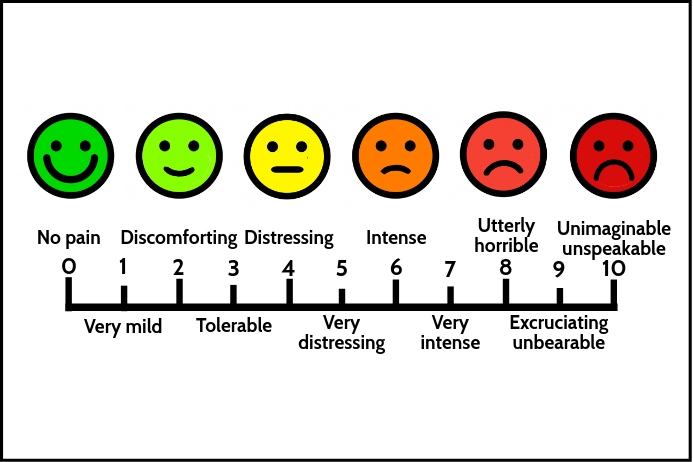 No pain Discomforting Distressing Intense Utterly horrible Unimaginable unspeakable
0 1 2 3 4 5 6 7 8 9 10
Very mild Tolerable Very distressing Very intense Excruciating unbearable